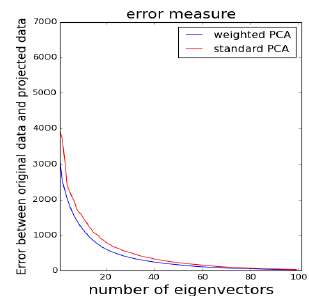 error measure
7000
6000
5000
4000
3000
2000
1000
0
20
40
60
80
100
weighted PCA
standard PCA
Error between original data and projected data
number of eigenvectors